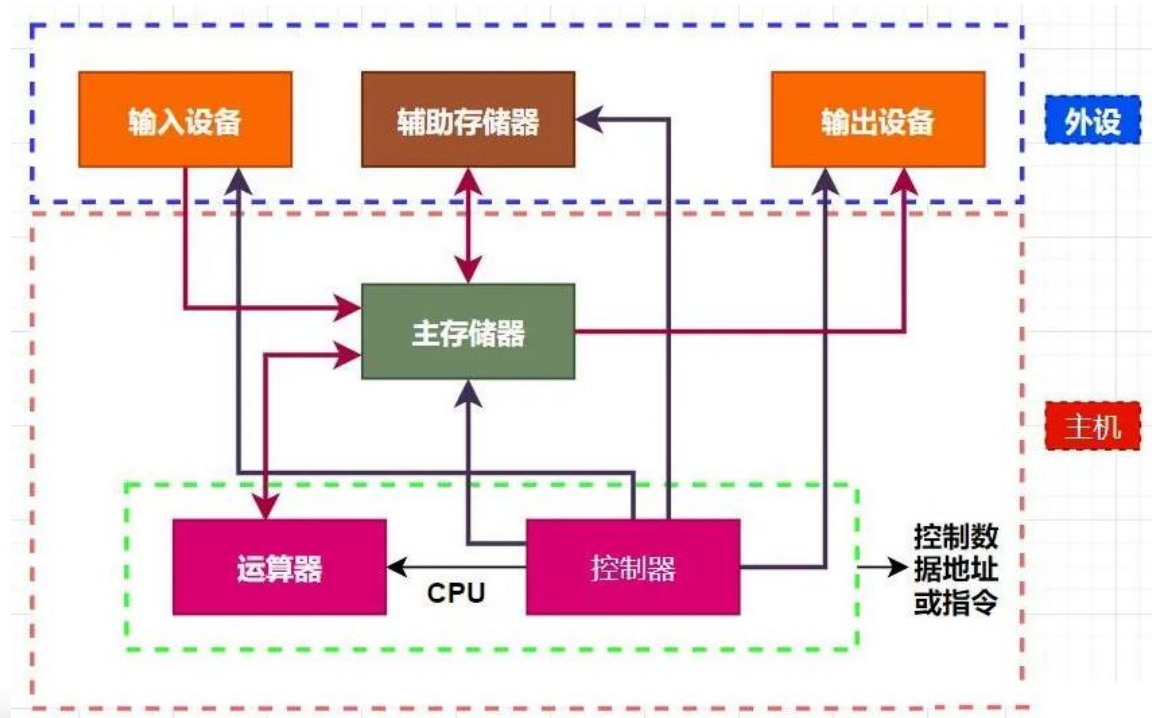 输入设备
辅助存储器
输出设备
外设
主存储器
主机
运算器
CPU
控制器
控制数
据地址
或指令